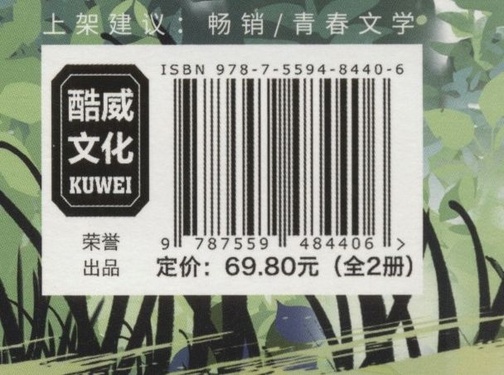 上架建议：畅销/青春文学
ISBN 978-7-5594-8440-6
酷威
文化
KUWEI
荣誉
出品
9 787559 484406 >
定价：69.80元（全2册）